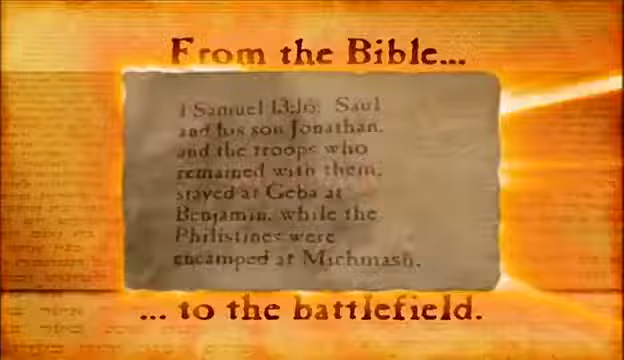 From the Bible...
1 Samuel 13:16: Saul
and his son Jonathan,
and the troops who
remained with them,
stayed at Geba at
Benjamin, while the
Philistines were
encamped at Michmash.
... to the battlefield.